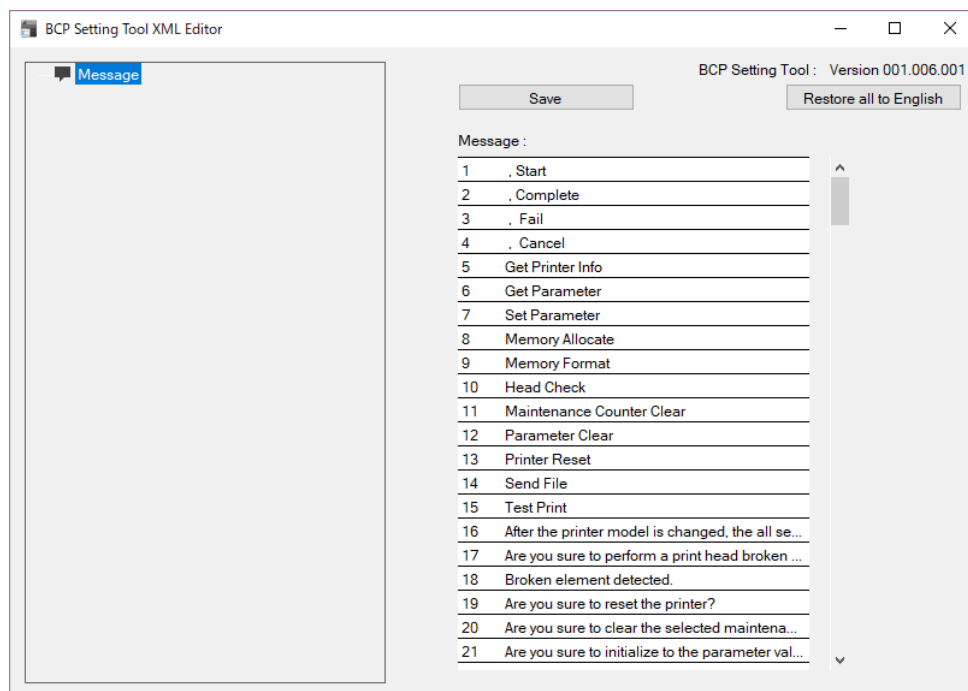 BCP Setting Tool XML Editor
Message
BCP Setting Tool : Version 001.006.001
Save
Restore all to English
Message :
1 , Start
2 , Complete
3 , Fail
4 , Cancel
5 Get Printer Info
6 Get Parameter
7 Set Parameter
8 Memory Allocate
9 Memory Format
10 Head Check
11 Maintenance Counter Clear
12 Parameter Clear
13 Printer Reset
14 Send File
15 Test Print
16 After the printer model is changed, the all se...
17 Are you sure to perform a print head broken ...
18 Broken element detected.
19 Are you sure to reset the printer?
20 Are you sure to clear the selected maintena...
21 Are you sure to initialize to the parameter val...